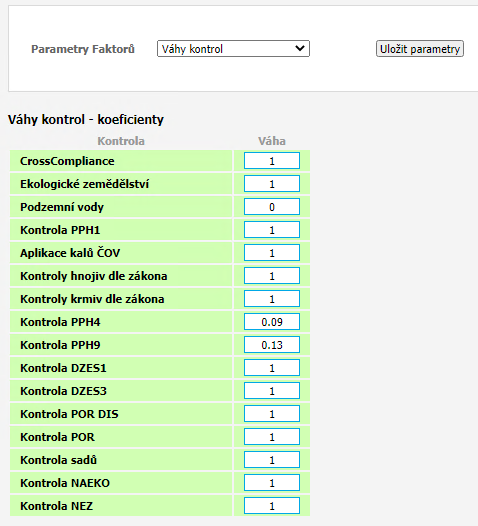 Parametry Faktorů Váhy kontrol Uložit parametry
Váhy kontrol - koeficienty
Kontrola Váha
CrossCompliance 1
Ekologické zemědělství 1
Podzemní vody 0
Kontrola PPH1 1
Aplikace kalů ČOV 1
Kontroly hnojiv dle zákona 1
Kontroly krmiv dle zákona 1
Kontrola PPH4 0.09
Kontrola PPH9 0.13
Kontrola DZES1 1
Kontrola DZES3 1
Kontrola POR DIS 1
Kontrola POR 1
Kontrola sadů 1
Kontrola NAEKO 1
Kontrola NEZ 1